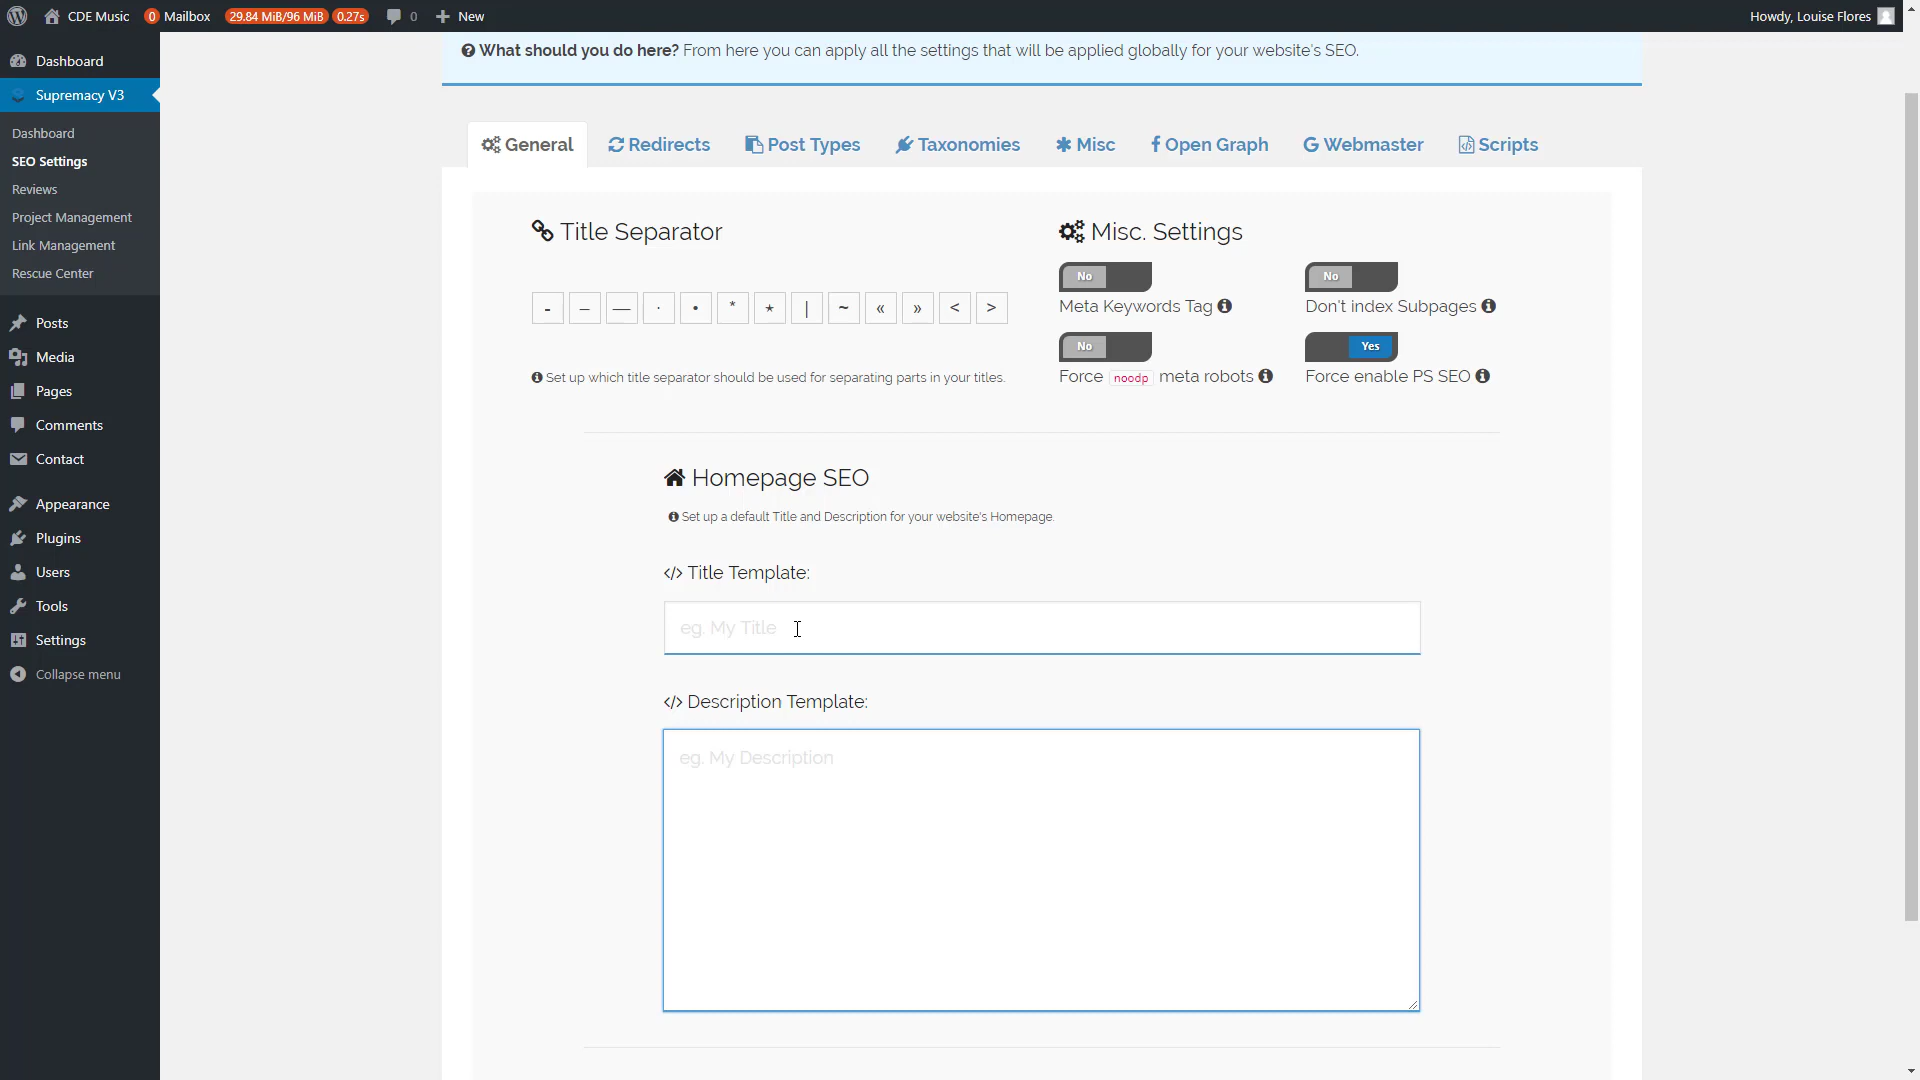 CDE Music 0 Mailbox 29.84 MiB/96 MiB 0.27s 0 New Howdy, Louise Flores
Dashboard
Supremacy V3
Dashboard
SEO Settings
Reviews
Project Management
Link Management
Rescue Center
Posts
Media
Pages
Comments
Contact
Appearance
Plugins
Users
Tools
Settings
Collapse menu
What should you do here? From here you can apply all the settings that will be applied globally for your website's SEO.
General Redirects Post Types Taxonomies Misc Open Graph Webmaster Scripts
Title Separator
- – — · • * ⋆ | ~ « » < >
Set up which title separator should be used for separating parts in your titles.
Misc. Settings
No No
Meta Keywords Tag Don't index Subpages
No Yes
Force noodp meta robots Force enable PS SEO
Homepage SEO
Set up a default Title and Description for your website's Homepage.
</> Title Template:
eg. My Title
</> Description Template:
eg. My Description